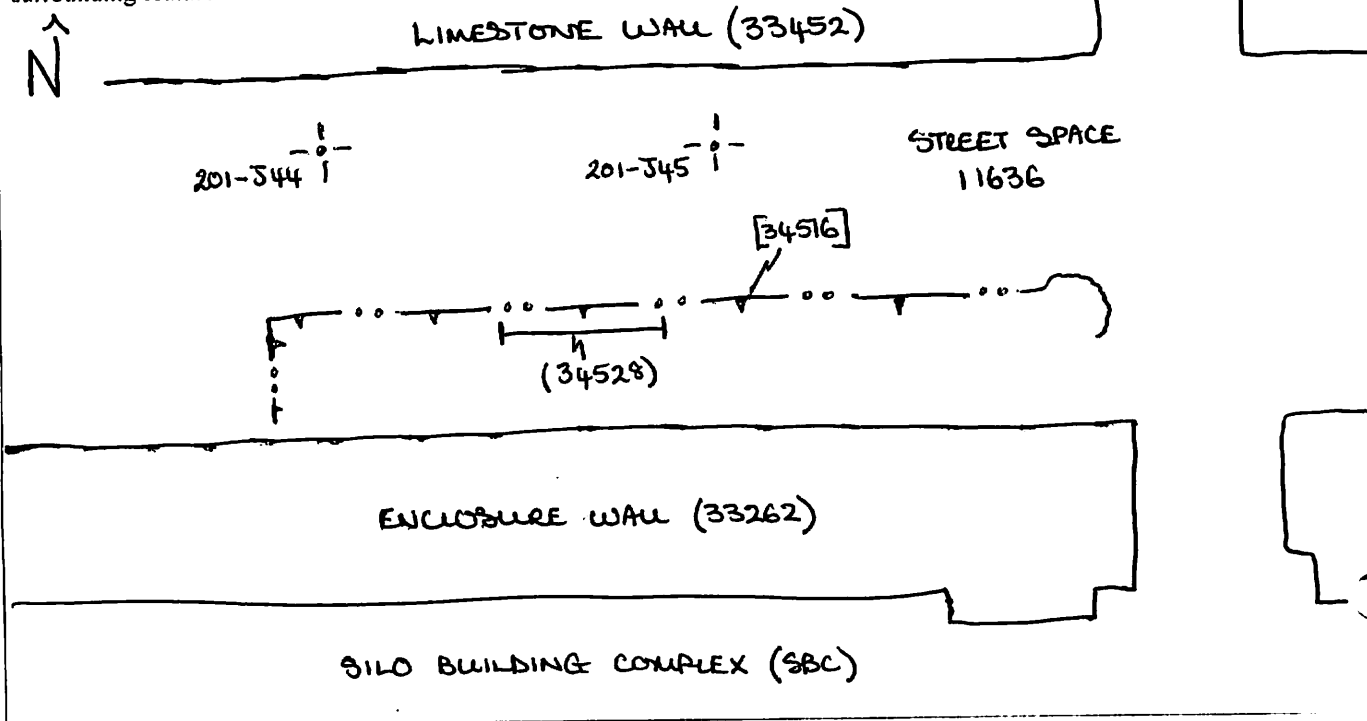 LIMESTONE WALL (33452)
N
201-J44
201-J45
STREET SPACE
11636
[34516]
(34528)
ENCLOSURE WALL (33262)
SILO BUILDING COMPLEX (SBC)